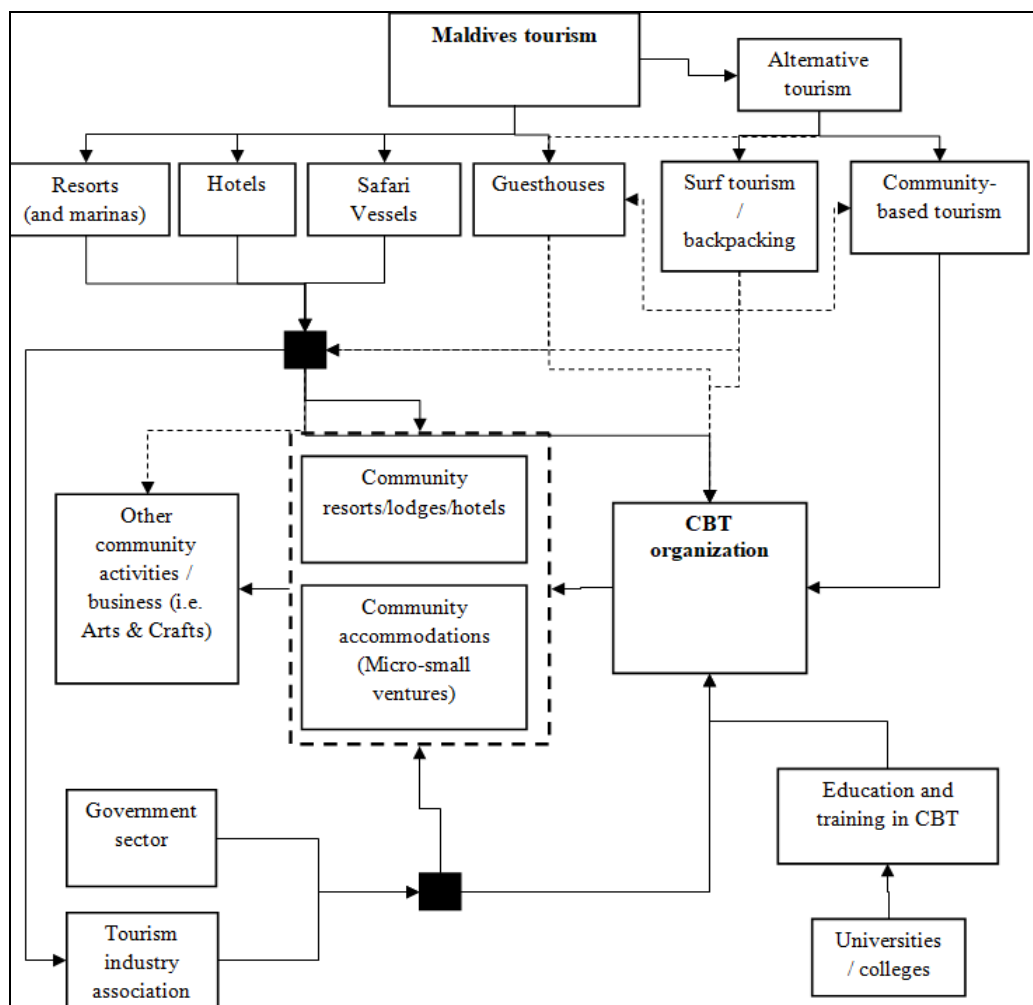 Maldives tourism
Alternative
tourism
Resorts
(and marinas)
Hotels
Safari
Vessels
Guesthouses
Surf tourism
/
backpacking
Community-
based tourism
Community
resorts/lodges/hotels
Other
community
activities /
business (i.e.
Arts & Crafts)
CBT
organization
Community
accommodations
(Micro-small
ventures)
Government
sector
Education and
training in CBT
Tourism
industry
association
Universities
/ colleges